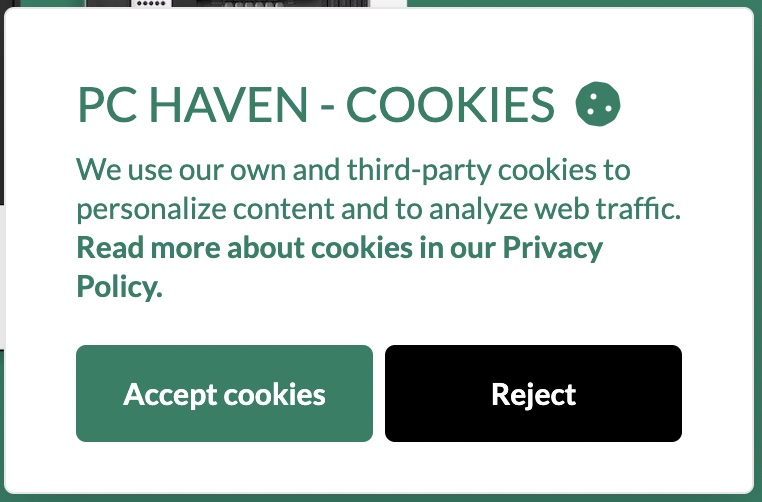 PC HAVEN - COOKIES
We use our own and third-party cookies to
personalize content and to analyze web traffic.
Read more about cookies in our Privacy
Policy.
Accept cookies
Reject